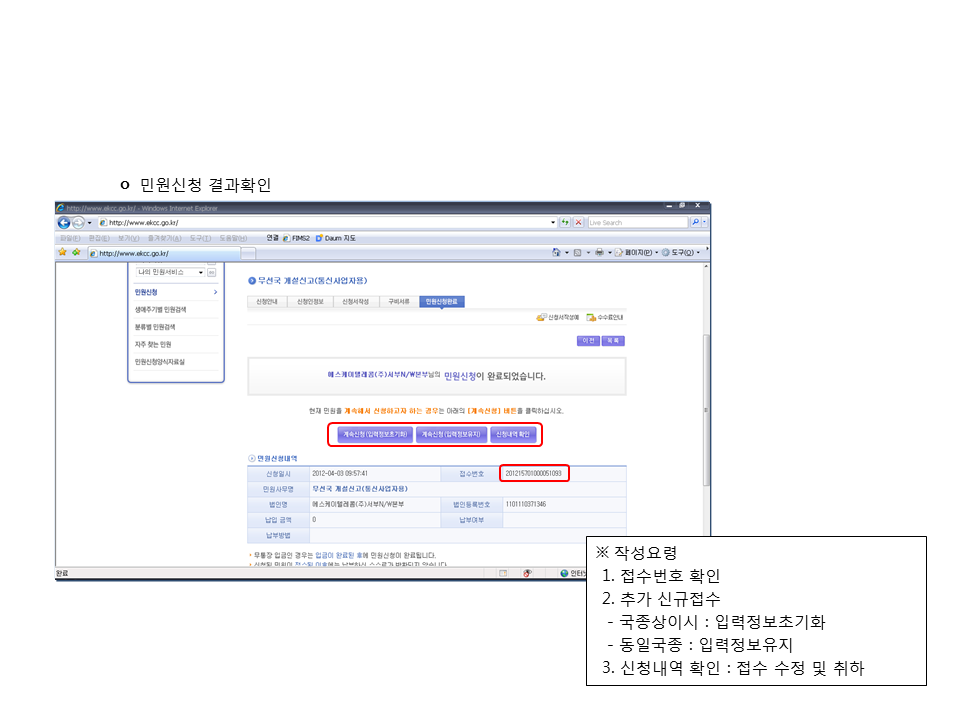 o 민원신청 결과확인
http://www.ekcc.go.kr/ - Windows Internet Explorer
http://www.ekcc.go.kr/
Live Search
파일(F) 편집(E) 보기(V) 즐겨찾기(A) 도구(T) 도움말(H) 연결 FIMS2 Daum 지도
http://www.ekcc.go.kr/
페이지(P) 도구(O)
나의 민원서비스
민원신청
생애주기별 민원검색
분류별 민원검색
자주 찾는 민원
민원신청양식자료실
무선국 개설신고(통신사업자용)
신청안내 신청인정보 신청서작성 구비서류 민원신청완료
신청서작성예 수수료안내
이전 목록
에스케이텔레콤(주)서부N/W본부님의 민원신청이 완료되었습니다.
현재 민원을 계속해서 신청하고자 하는 경우는 아래의 [계속신청] 버튼을 클릭하십시오.
계속신청(입력정보초기화) 계속신청(입력정보유지) 신청내역 확인
민원신청내역
신청일시 2012-04-03 09:57:41 접수번호 201215701000051093
민원사무명 무선국 개설신고(통신사업자용)
법인명 에스케이텔레콤(주)서부N/W본부 법인등록번호 1101110371346
납입 금액 0 납부여부
납부방법
무통장 입금인 경우는 입금이 완료된 후에 민원신청이 완료됩니다.
완료
※ 작성요령
1. 접수번호 확인
2. 추가 신규접수
- 국종상이시 : 입력정보초기화
- 동일국종 : 입력정보유지
3. 신청내역 확인 : 접수 수정 및 취하